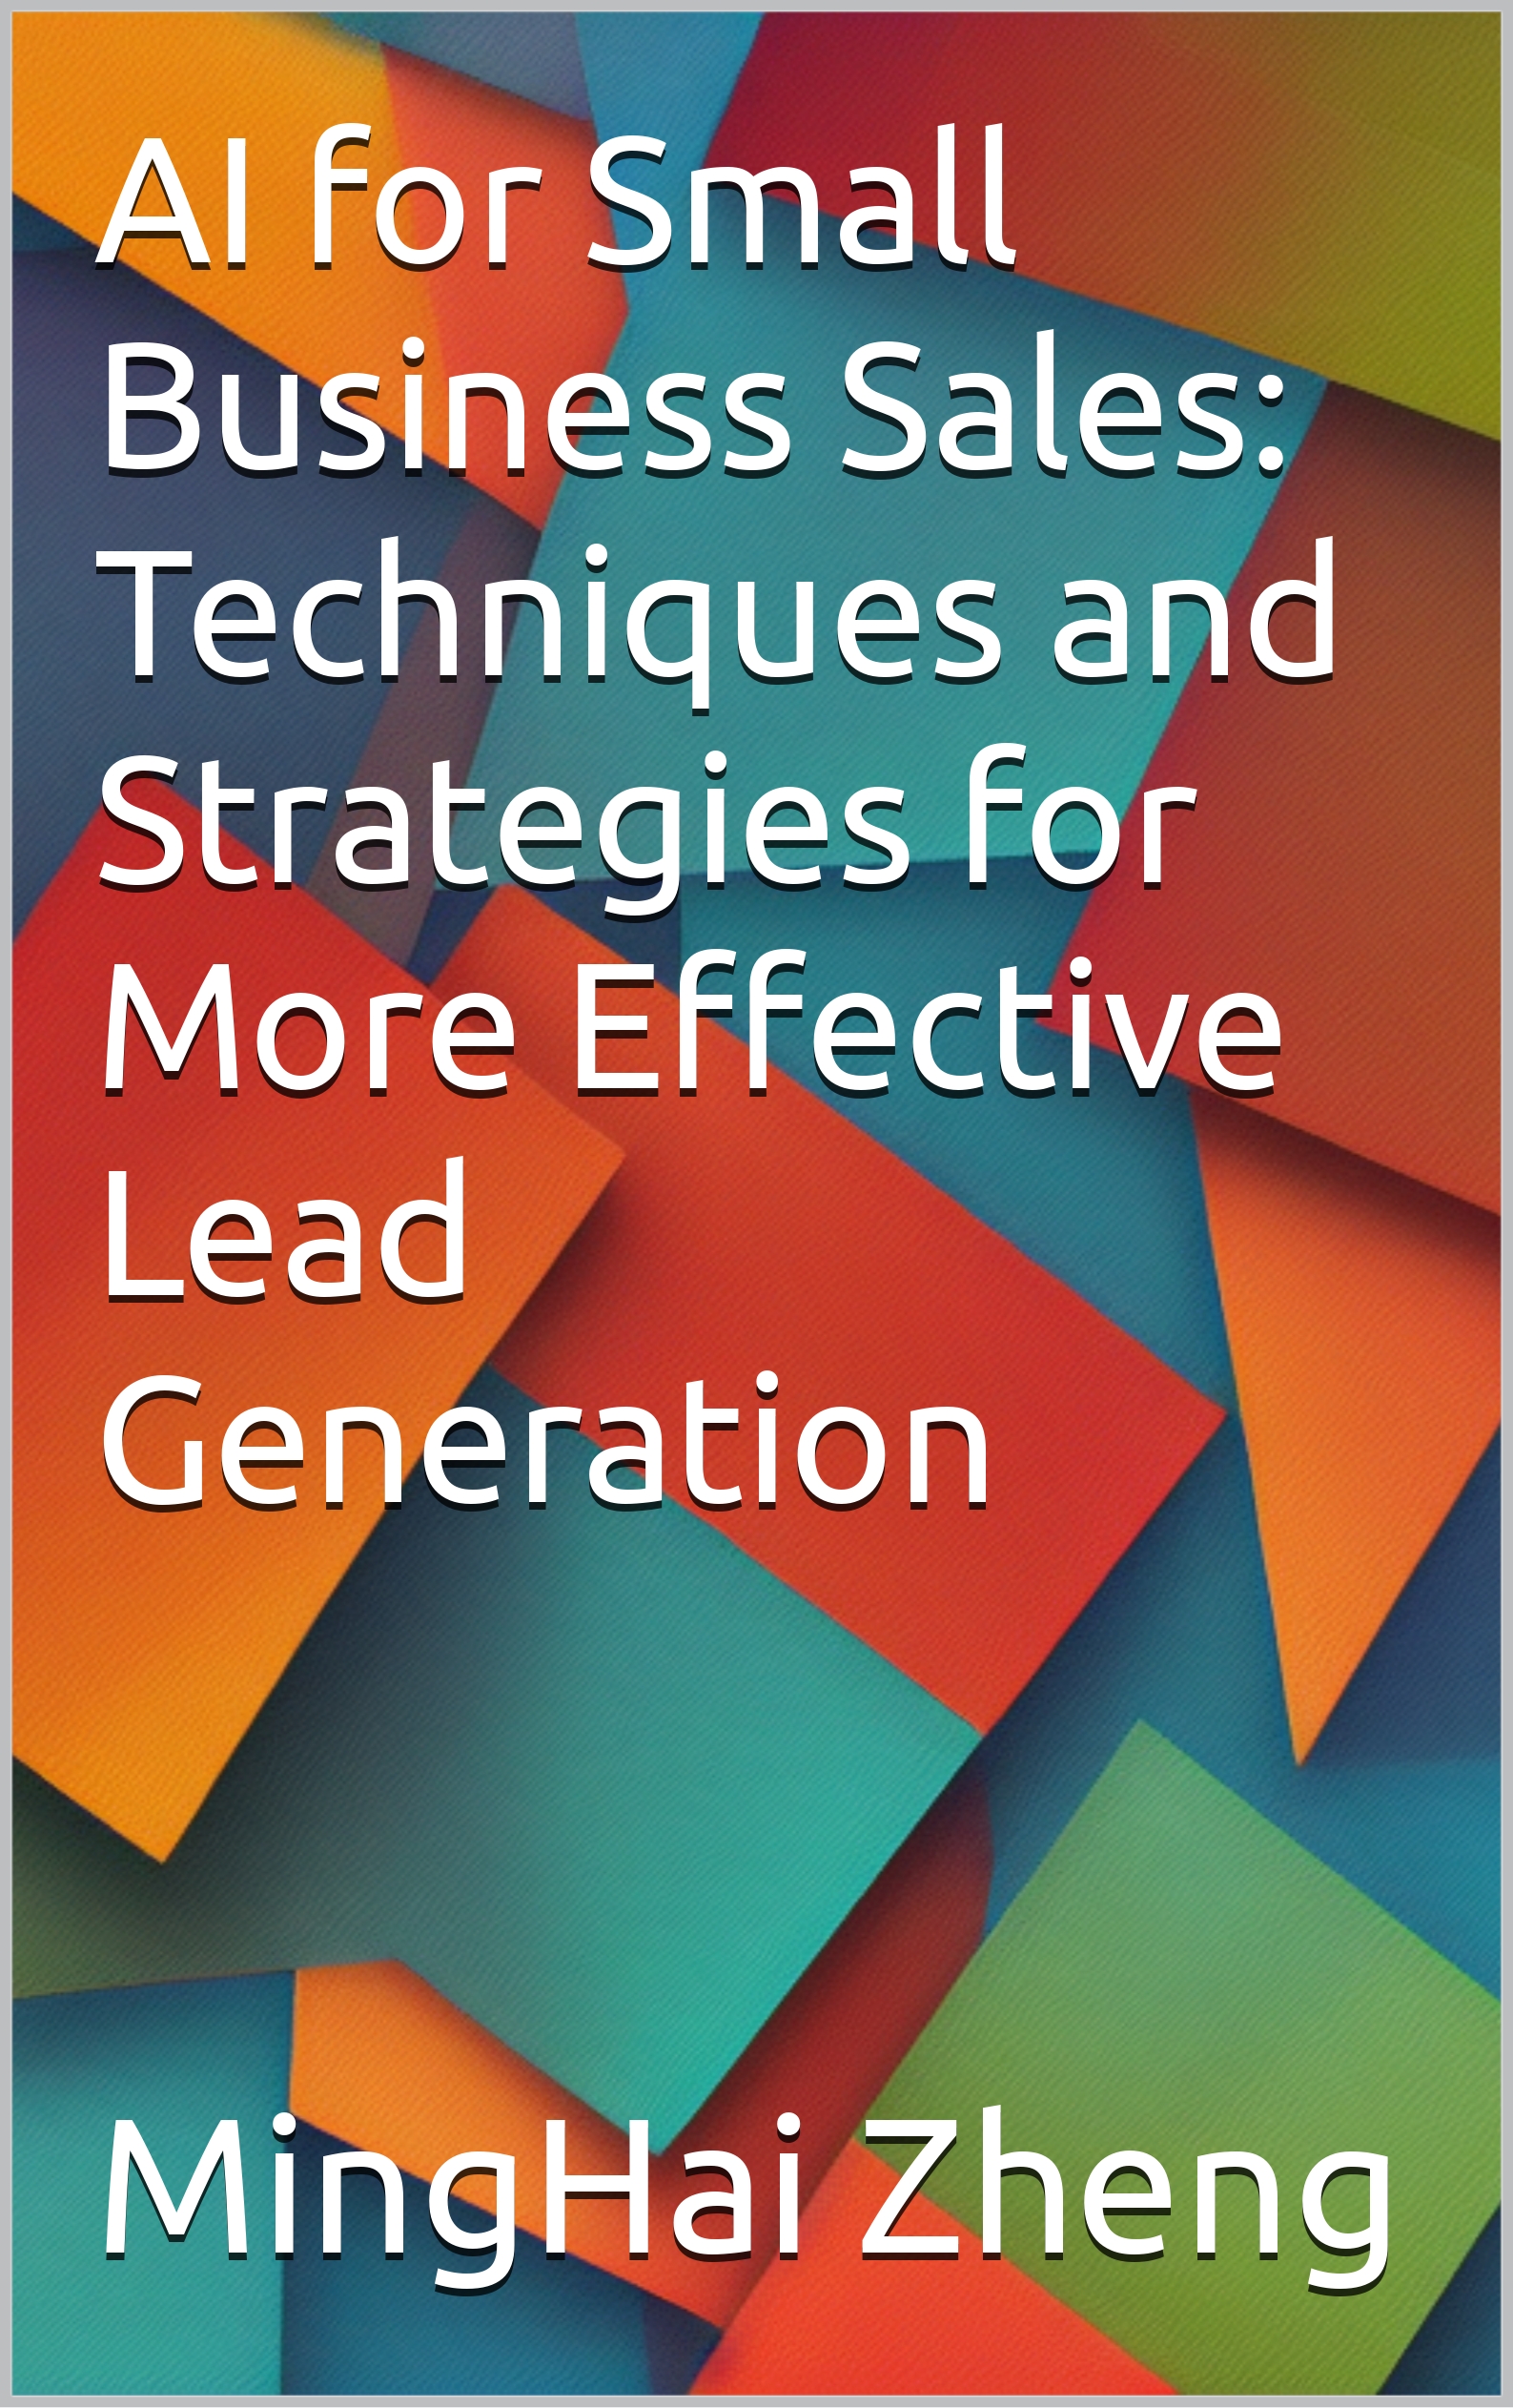 AI for Small
Business Sales:
Techniques and
Strategies for
More Effective
Lead
Generation
MingHai Zheng